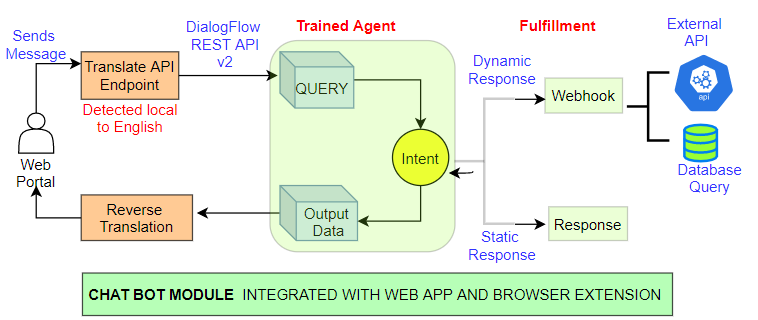 Sends
Message
Translate API
Endpoint
Detected local
to English
DialogFlow
REST API
v2
Trained Agent
QUERY
Intent
Output
Data
Fulfillment
Dynamic
Response
Webhook
External
API
api
Database
Query
Static
Response
Response
Web
Portal
Reverse
Translation
CHAT BOT MODULE INTEGRATED WITH WEB APP AND BROWSER EXTENSION